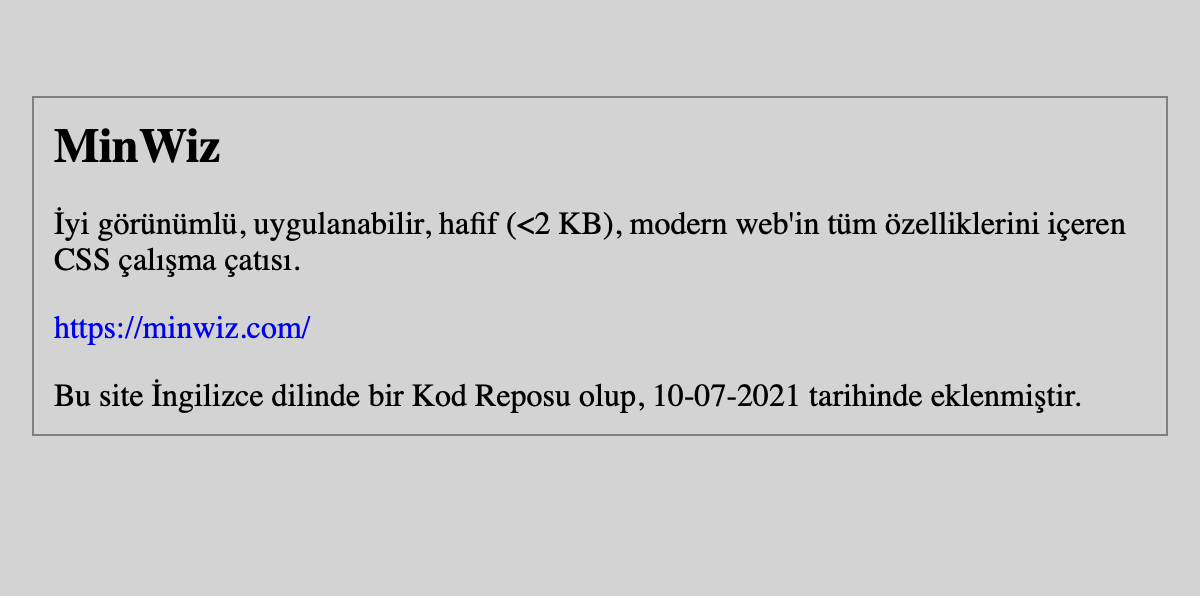 MinWiz
İyi görünümlü, uygulanabilir, hafif (<2 KB), modern web'in tüm özelliklerini içeren
CSS çalışma çatısı.
https://minwiz.com/
Bu site İngilizce dilinde bir Kod Reposu olup, 10-07-2021 tarihinde eklenmiştir.